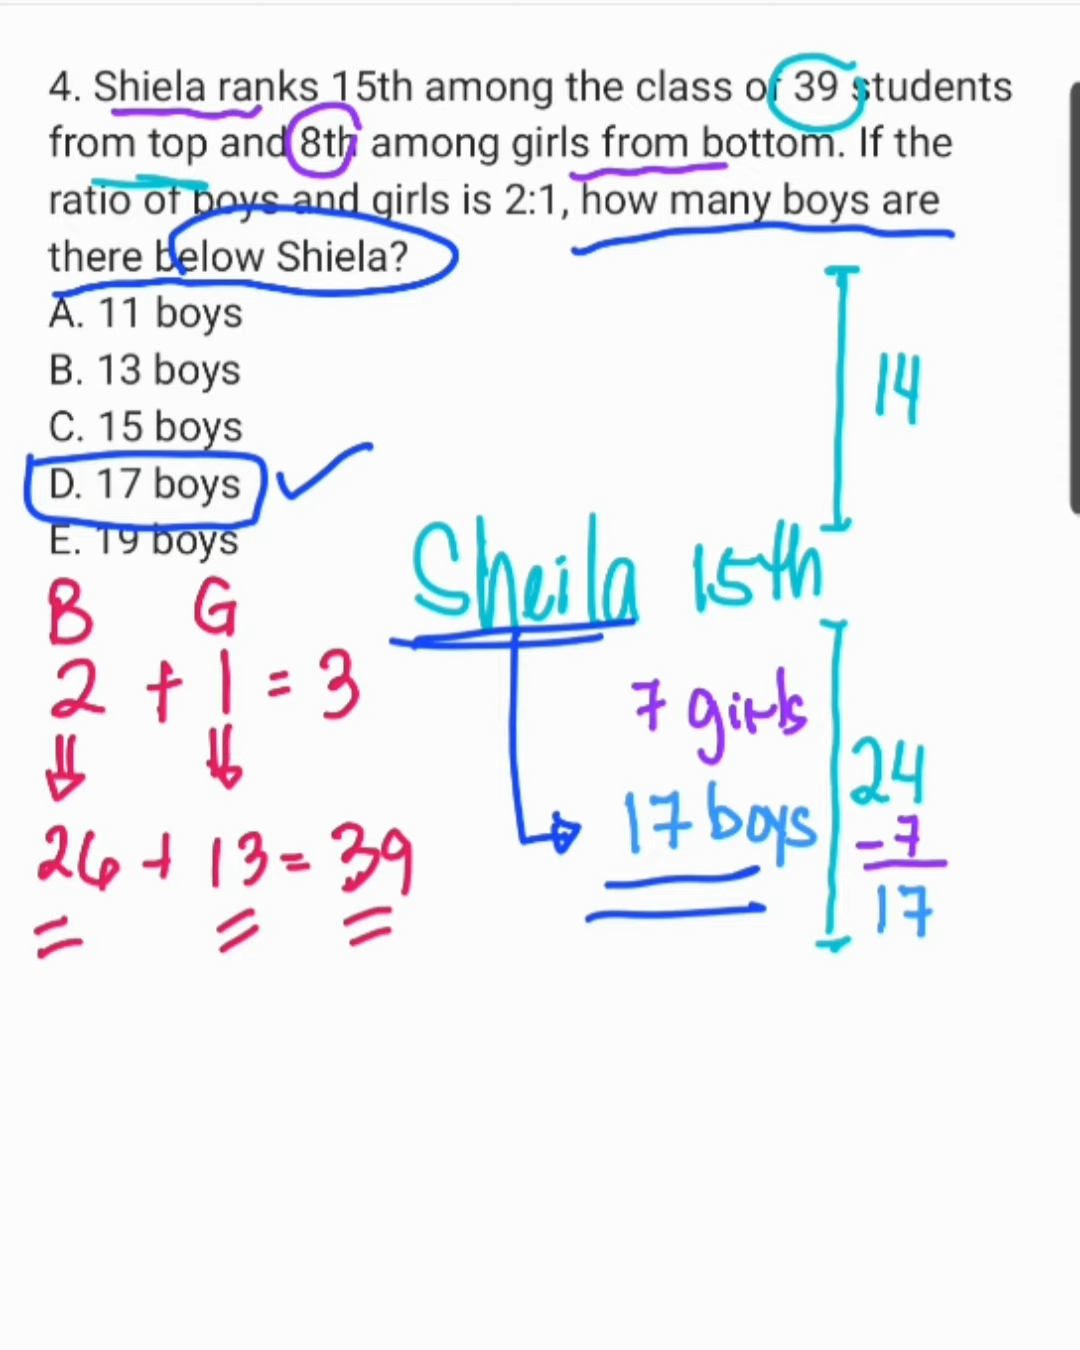 4. Shiela ranks 15th among the class of 39 students
from top and 8th among girls from bottom. If the
ratio of boys and girls is 2:1, how many boys are
there below Shiela?
A. 11 boys
B. 13 boys
C. 15 boys
D. 17 boys
E. 19 boys
14
Sheila 15th
B G
2 + 1 = 3
7 girls
24
17 boys
- 7
26 + 13 = 39
17